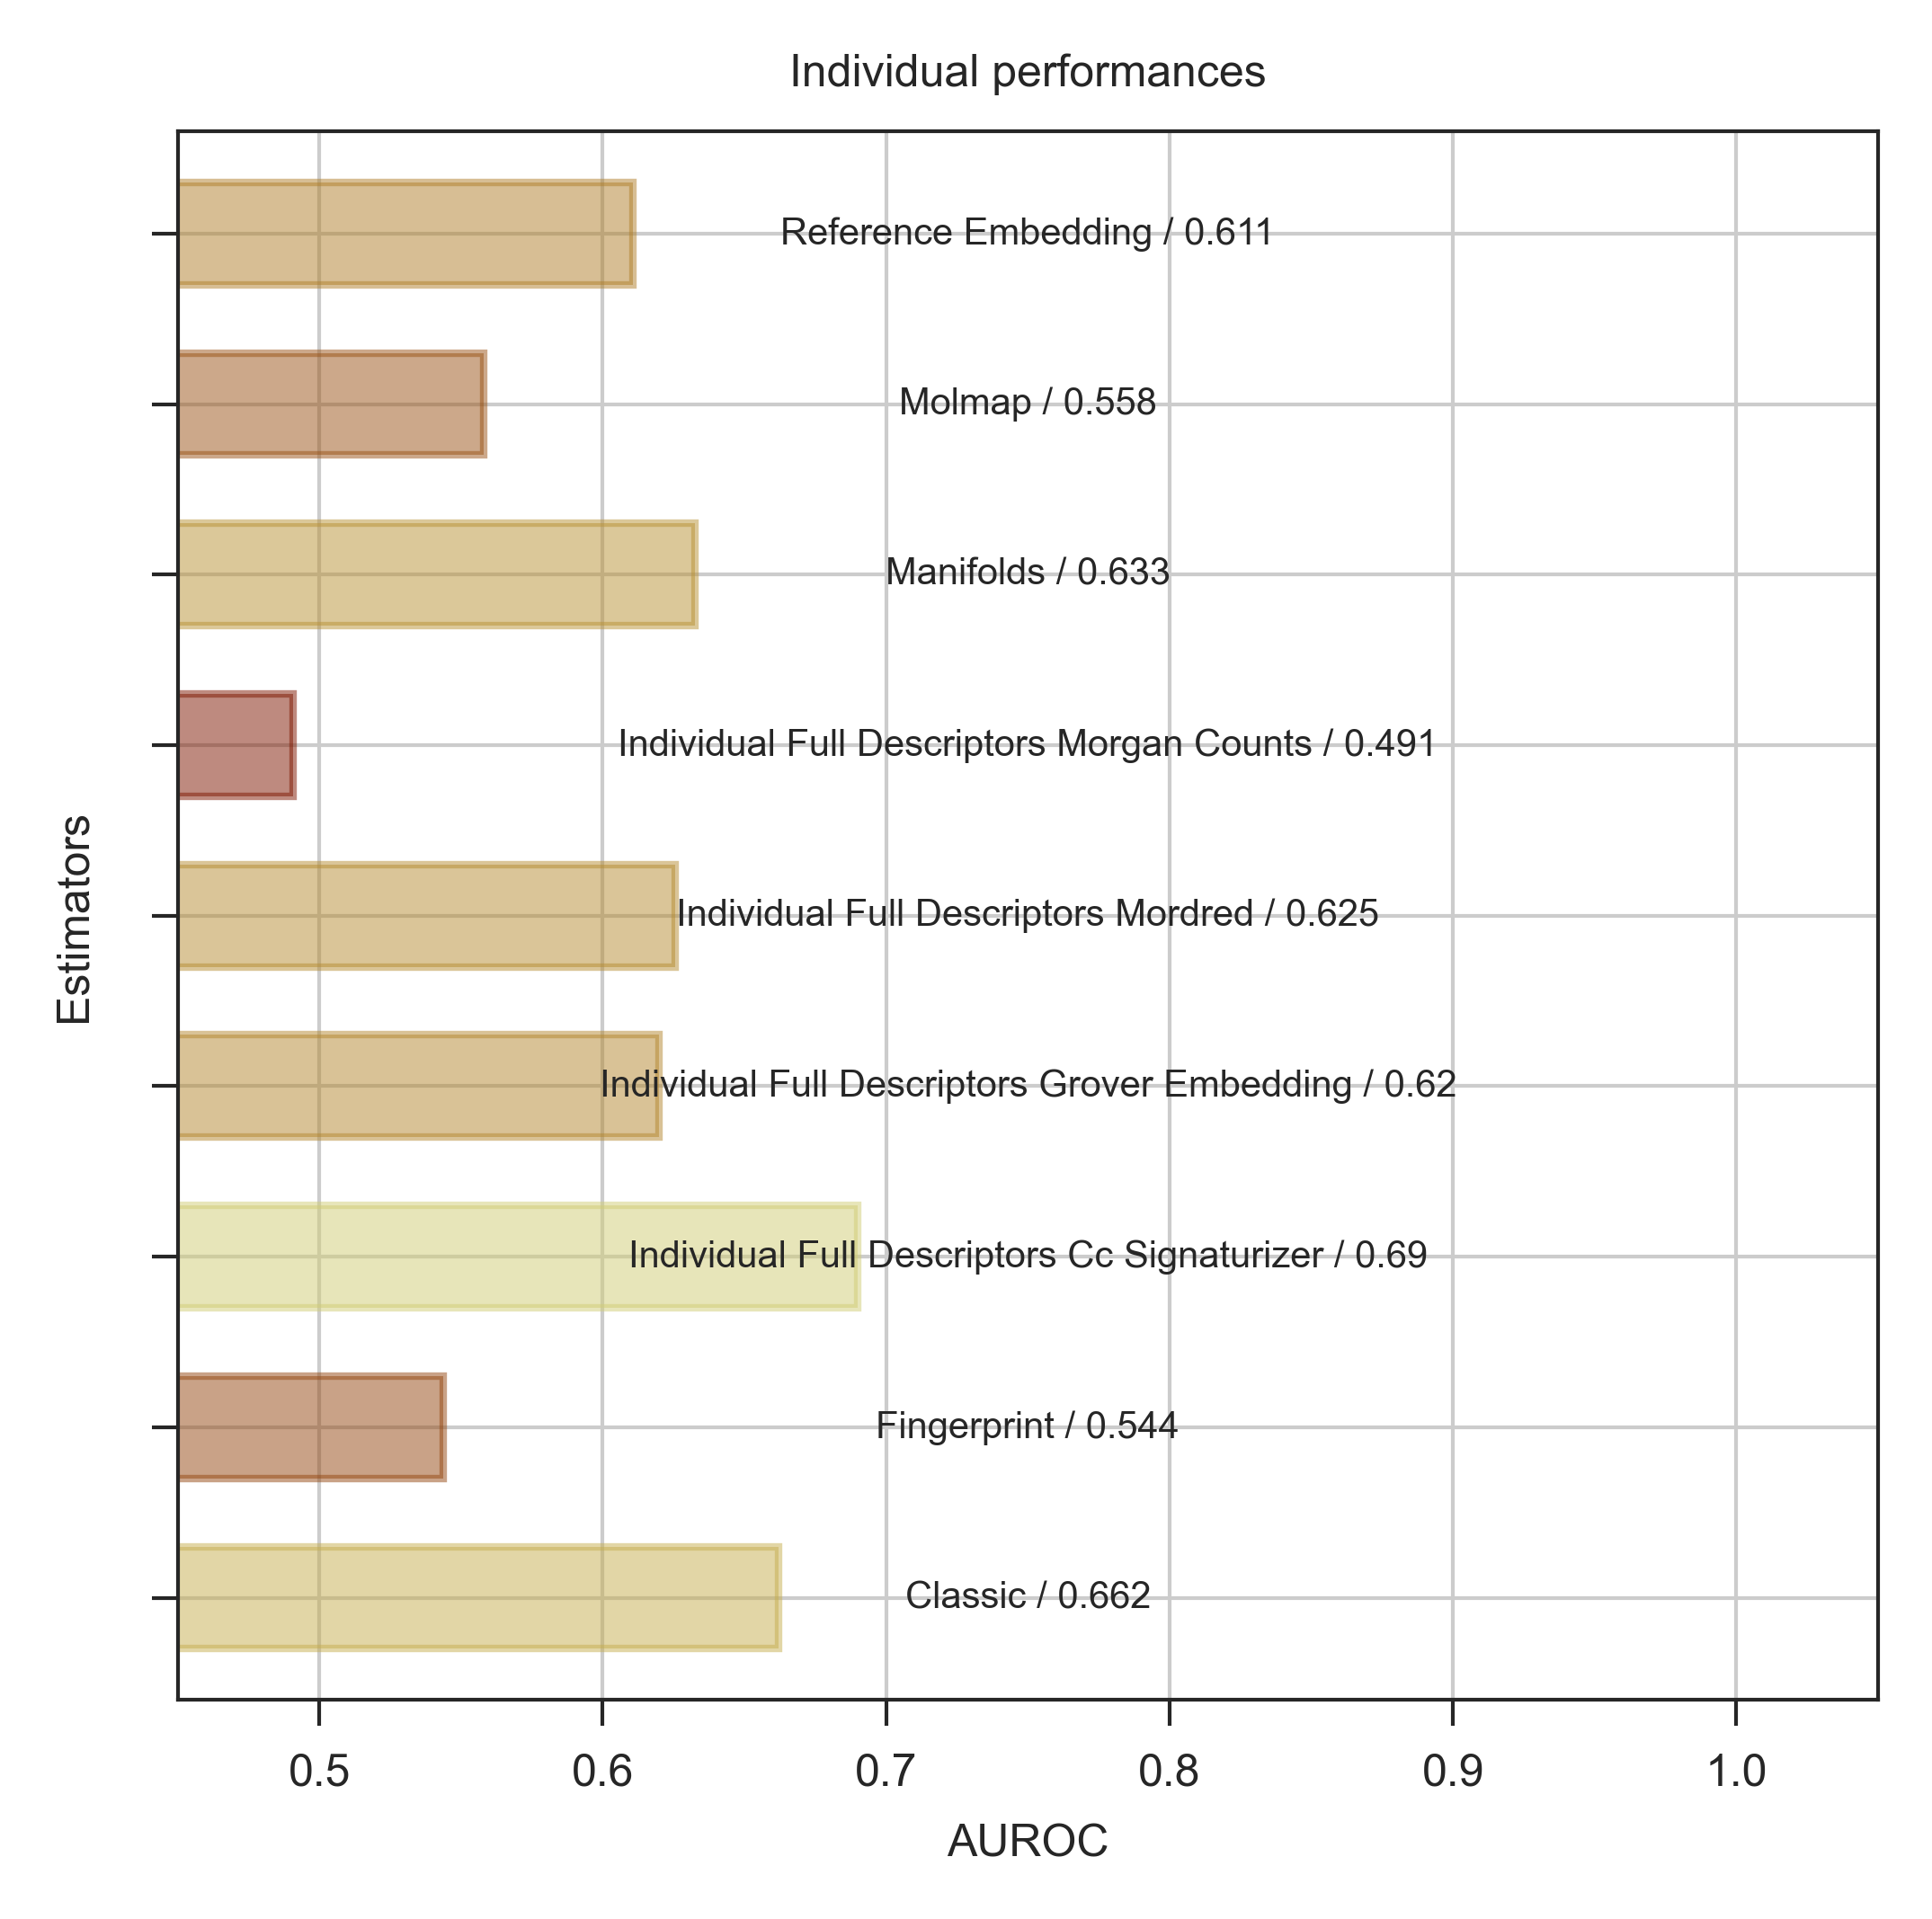 Individual performances
Reference Embedding / 0.611
Molmap / 0.558
Manifolds / 0.633
Individual Full Descriptors Morgan Counts / 0.491
Individual Full Descriptors Mordred / 0.625
Individual Full Descriptors Grover Embedding / 0.62
Individual Full Descriptors Cc Signaturizer / 0.69
Fingerprint / 0.544
Classic / 0.662
Estimators
0.5 0.6 0.7 0.8 0.9 1.0
AUROC